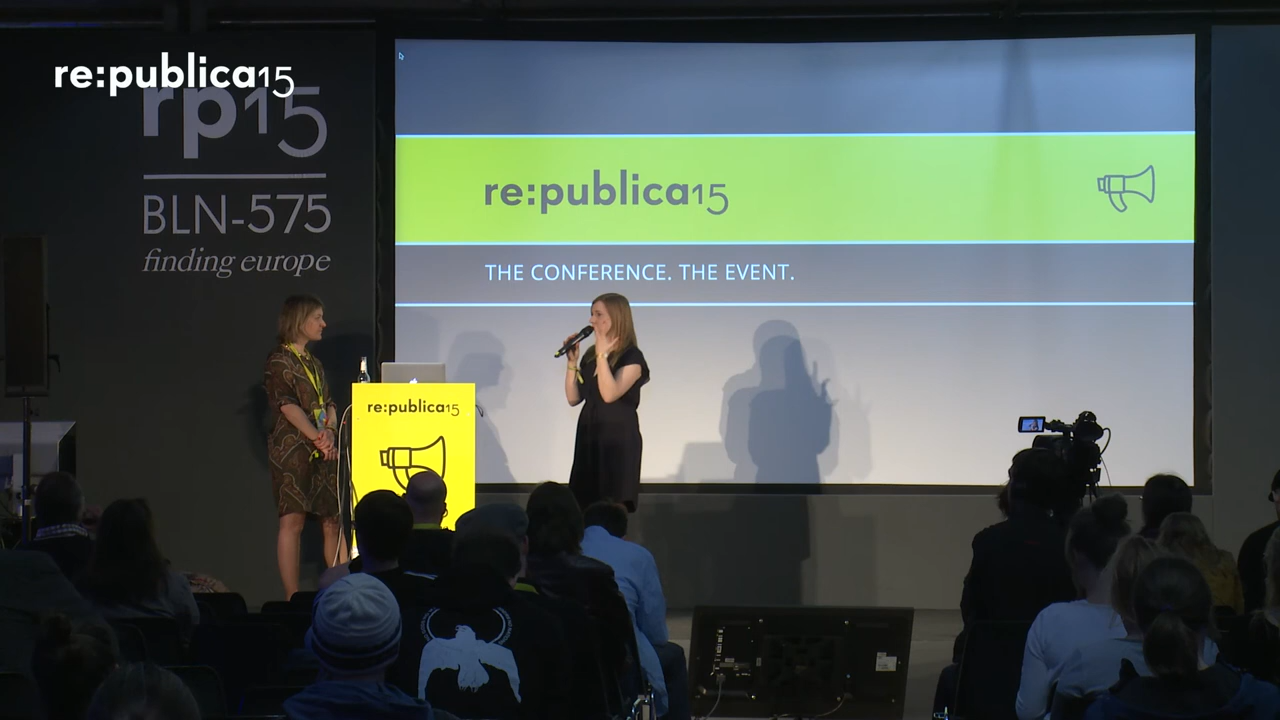 re:publica15
rp15
BLN-575
finding europe
re:publica15
THE CONFERENCE. THE EVENT.
re:publica15